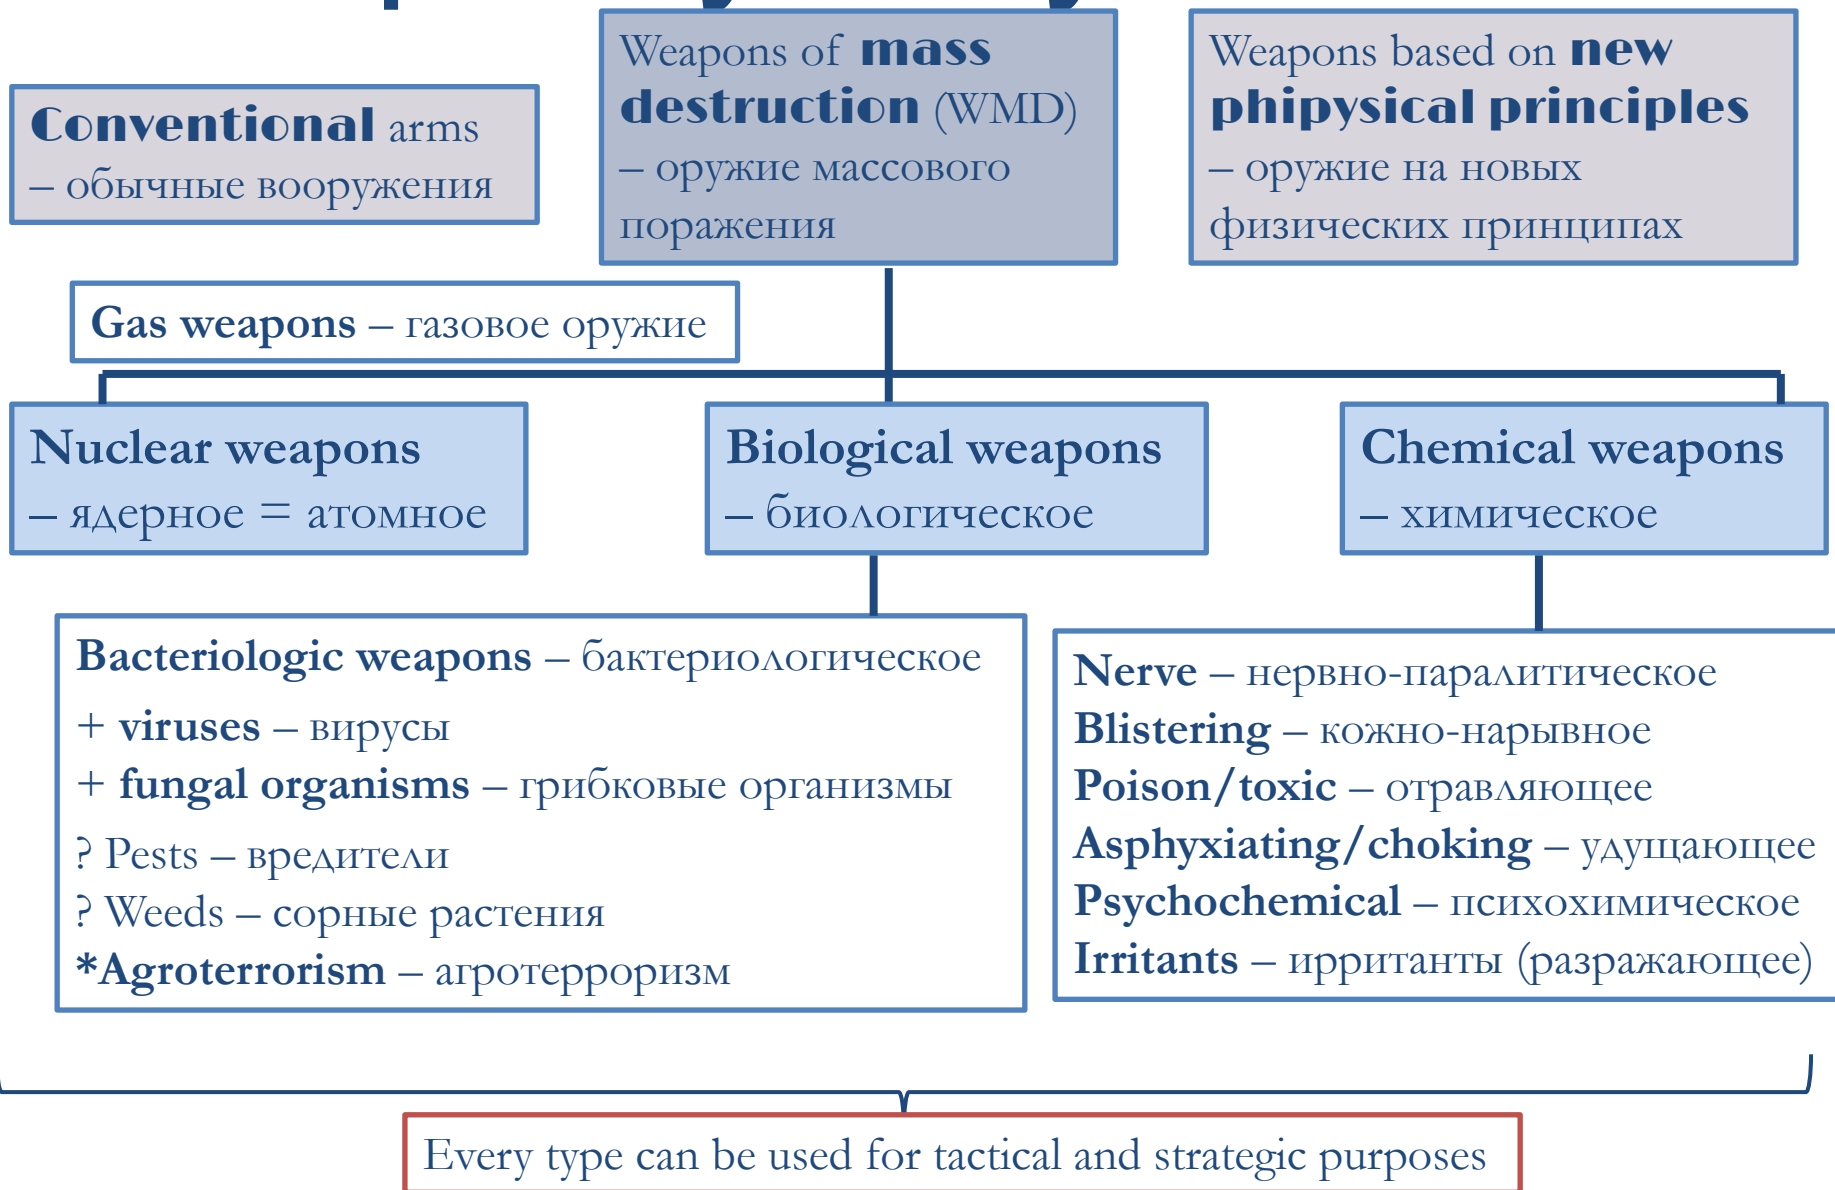 Conventional arms
– обычные вооружения
Weapons of mass
destruction (WMD)
– оружие массового
поражения
Weapons based on new
phipysical principles
– оружие на новых
физических принципах
Gas weapons – газовое оружие
Nuclear weapons
– ядерное = атомное
Biological weapons
– биологическое
Chemical weapons
– химическое
Bacteriologic weapons – бактериологическое
+ viruses – вирусы
+ fungal organisms – грибковые организмы
? Pests – вредители
? Weeds – сорные растения
*Agroterrorism – агротерроризм
Nerve – нервно-паралитическое
Blistering – кожно-нарывное
Poison/toxic – отравляющее
Asphyxiating/choking – удущающее
Psychochemical – психохимическое
Irritants – ирританты (разражающее)
Every type can be used for tactical and strategic purposes